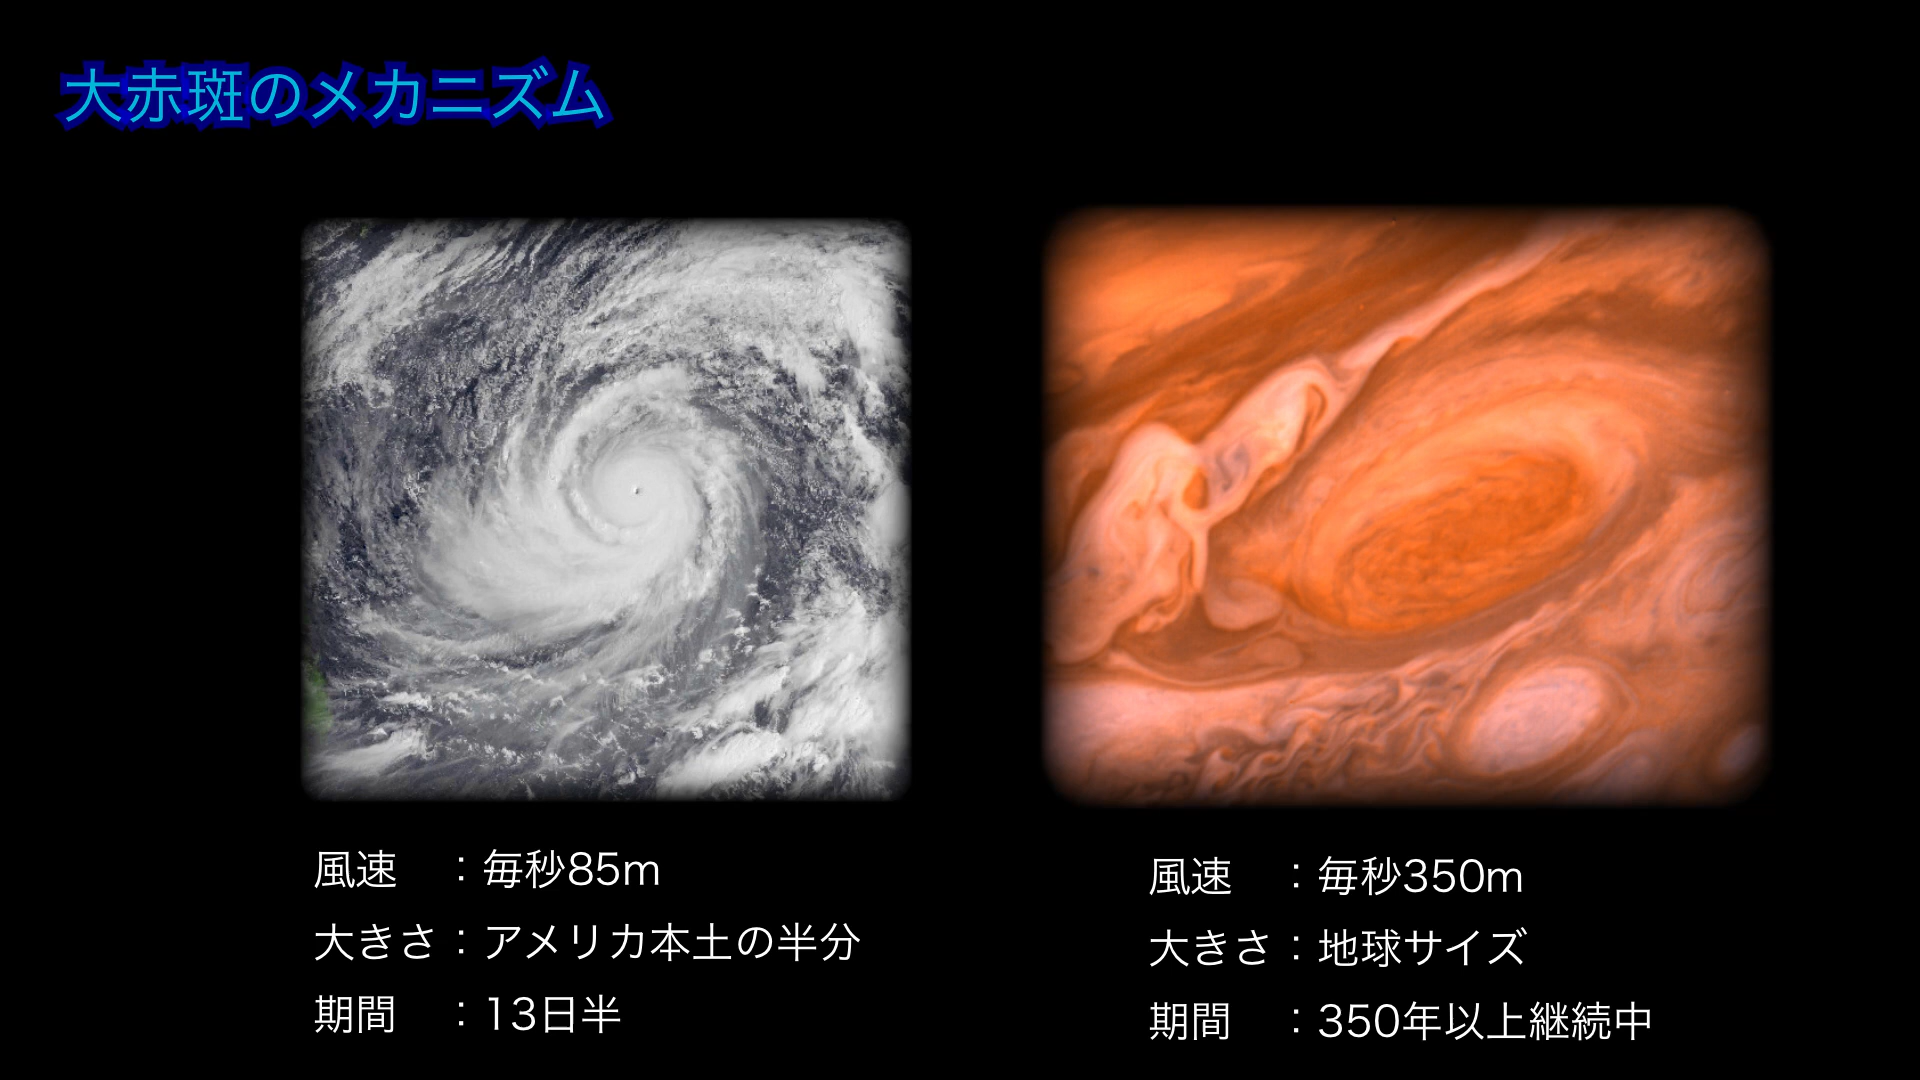 大赤斑のメカニズム
風速　：毎秒85m
大きさ：アメリカ本土の半分
期間　：13日半
風速　：毎秒350m
大きさ：地球サイズ
期間　：350年以上継続中